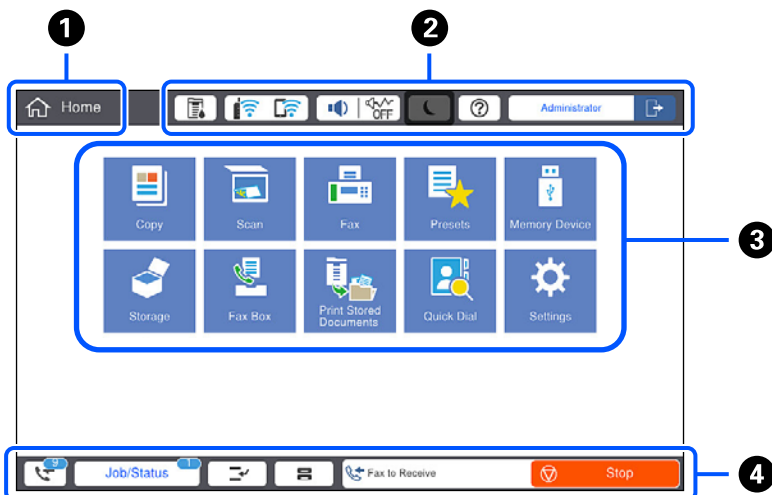 1
2
Home
OFF
Administrator
Copy
Scan
Fax
Presets
Memory Device
3
Storage
Fax Box
Print Stored
Documents
Quick Dial
Settings
9
Job/Status
1
Fax to Receive
Stop
4